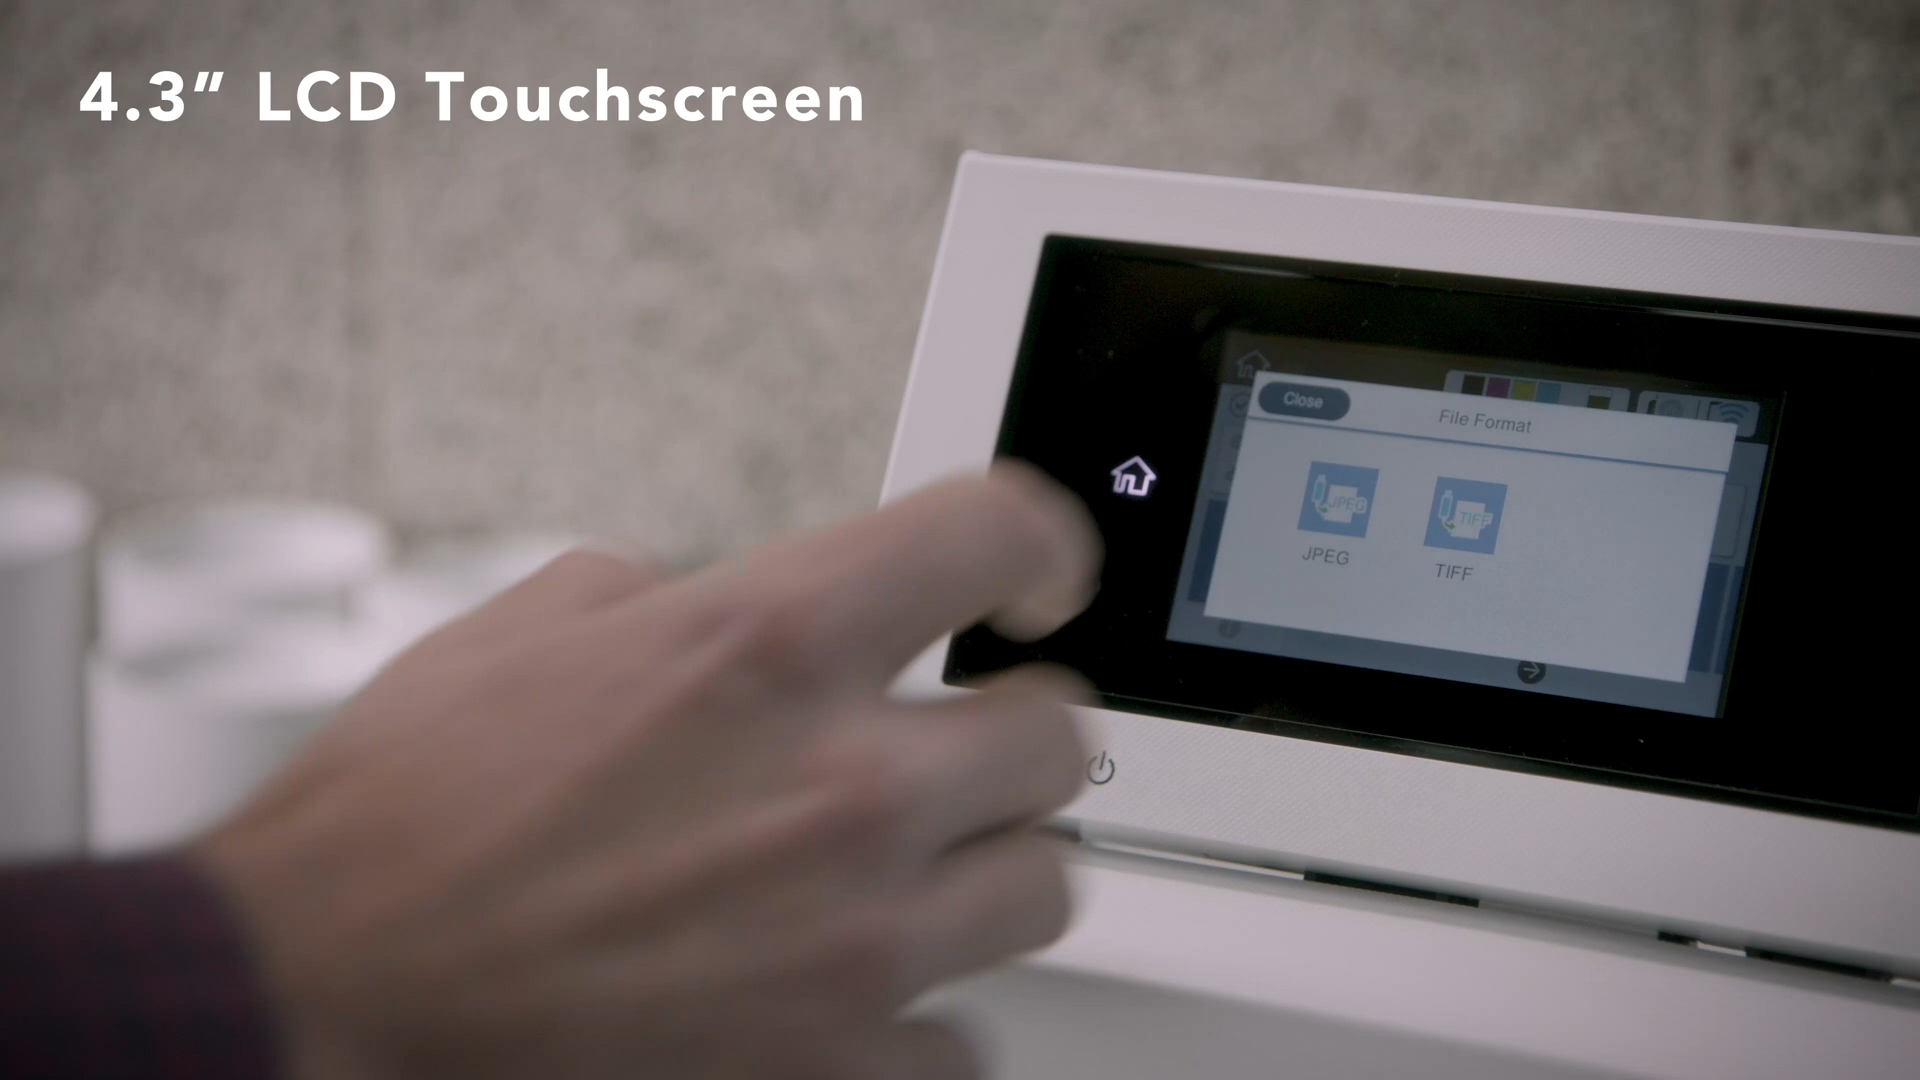 4.3” LCD Touchscreen
Close
File Format
JPEG
TIFF
JPEG
TIFF